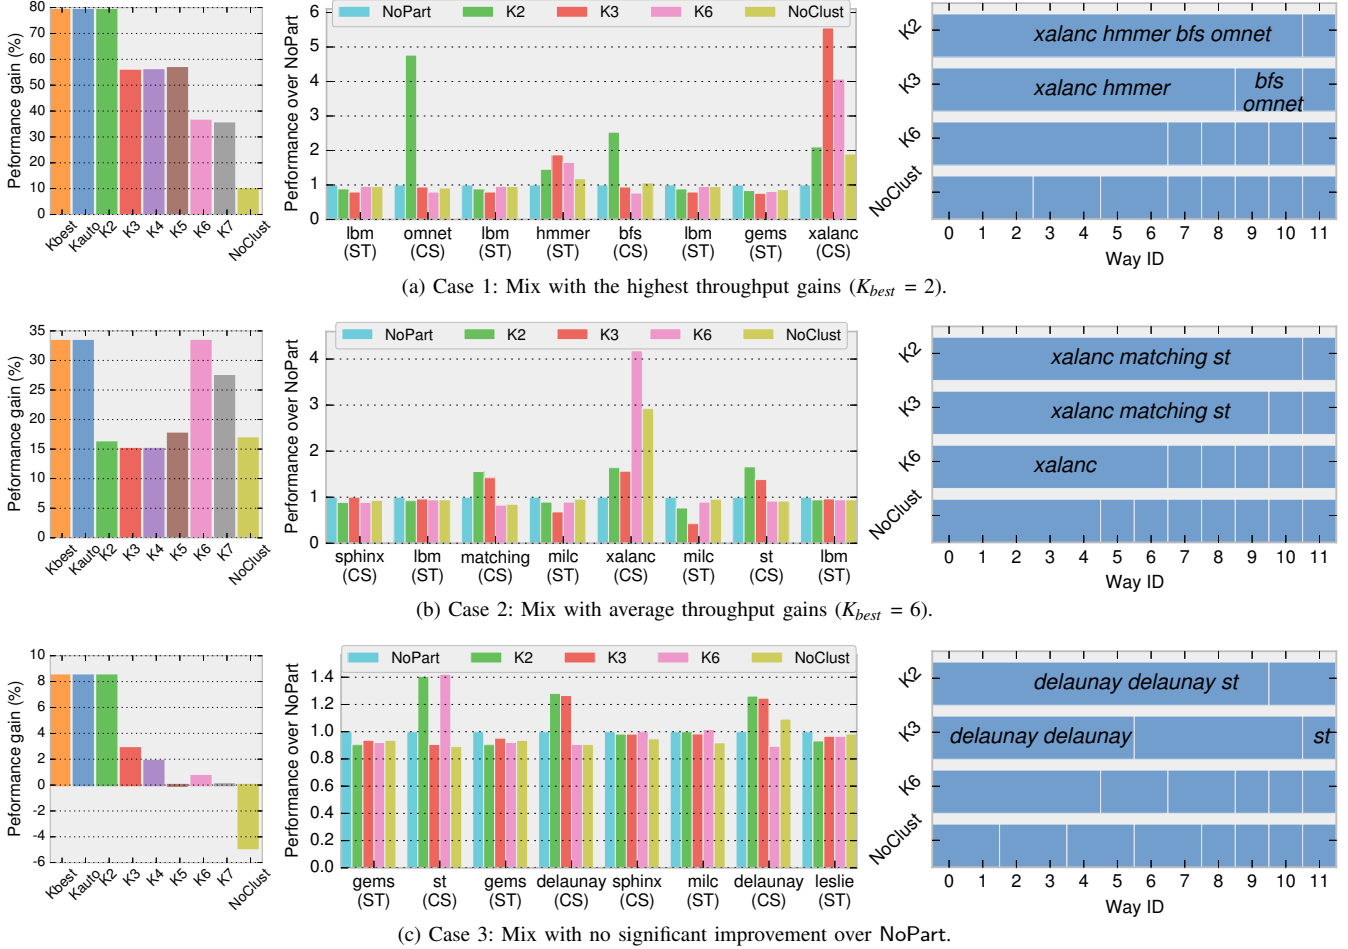 Peformance gain (%)
80
70
60
50
40
30
20
10
0
Kbest
Kauto
K2
K3
K4
K5
K6
K7
NoClust
Performance over NoPart
NoPart K2 K3 K6 NoClust
6
5
4
3
2
1
0
lbm omnet lbm hmmer bfs lbm gems xalanc
(ST) (CS) (ST) (ST) (CS) (ST) (ST) (CS)
K2
xalanc hmmer bfs omnet
K3
xalanc hmmer
bfs
omnet
K6
NoClust
0 1 2 3 4 5 6 7 8 9 10 11
Way ID
(a) Case 1: Mix with the highest throughput gains (Kbest = 2).
Peformance gain (%)
35
30
25
20
15
10
5
0
Kbest
Kauto
K2
K3
K4
K5
K6
K7
NoClust
Performance over NoPart
NoPart K2 K3 K6 NoClust
4
3
2
1
0
sphinx lbm matching milc xalanc milc st lbm
(CS) (ST) (CS) (ST) (CS) (ST) (CS) (ST)
K2
xalanc matching st
K3
xalanc matching st
K6
xalanc
NoClust
0 1 2 3 4 5 6 7 8 9 10 11
Way ID
(b) Case 2: Mix with average throughput gains (Kbest = 6).
Peformance gain (%)
10
8
6
4
2
0
-2
-4
-6
Kbest
Kauto
K2
K3
K4
K5
K6
K7
NoClust
Performance over NoPart
NoPart K2 K3 K6 NoClust
1.4
1.2
1.0
0.8
0.6
0.4
0.2
0.0
gems st gems delaunay sphinx milc delaunay leslie
(ST) (CS) (ST) (CS) (CS) (ST) (CS) (ST)
K2
delaunay delaunay st
K3
delaunay delaunay st
K6
NoClust
0 1 2 3 4 5 6 7 8 9 10 11
Way ID
(c) Case 3: Mix with no significant improvement over NoPart.